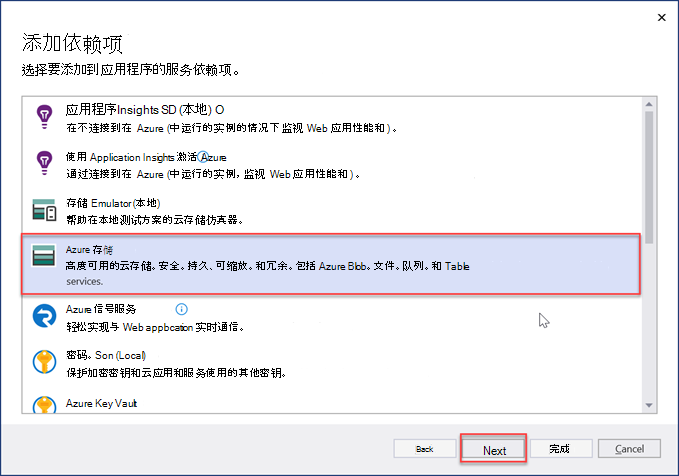 添加依赖项
选择要添加到应用程序的服务依赖项。
应用程序Insights SD (本地) O
在不连接到在 Azure (中运行的实例的情况下监视 Web 应用性能和 ) 。
使用 Application Insights 激活 Azure
通过连接到在 Azure (中运行的实例，监视 Web 应用性能和 ) 。
存储 Emulator (本地)
帮助在本地测试方案的云存储仿真器。
Azure 存储
高度可用的云存储。安全。持久、可缩放。和冗余。包括 Azure Blob。文件。队列。和 Table
services.
Azure 信号服务
轻松实现与 Web appbcation 实时通信。
密码。Son (Local)
保护加密密钥和云应用和服务使用的其他密钥。
Azure Key Vault
Back
Next
完成
Cancel